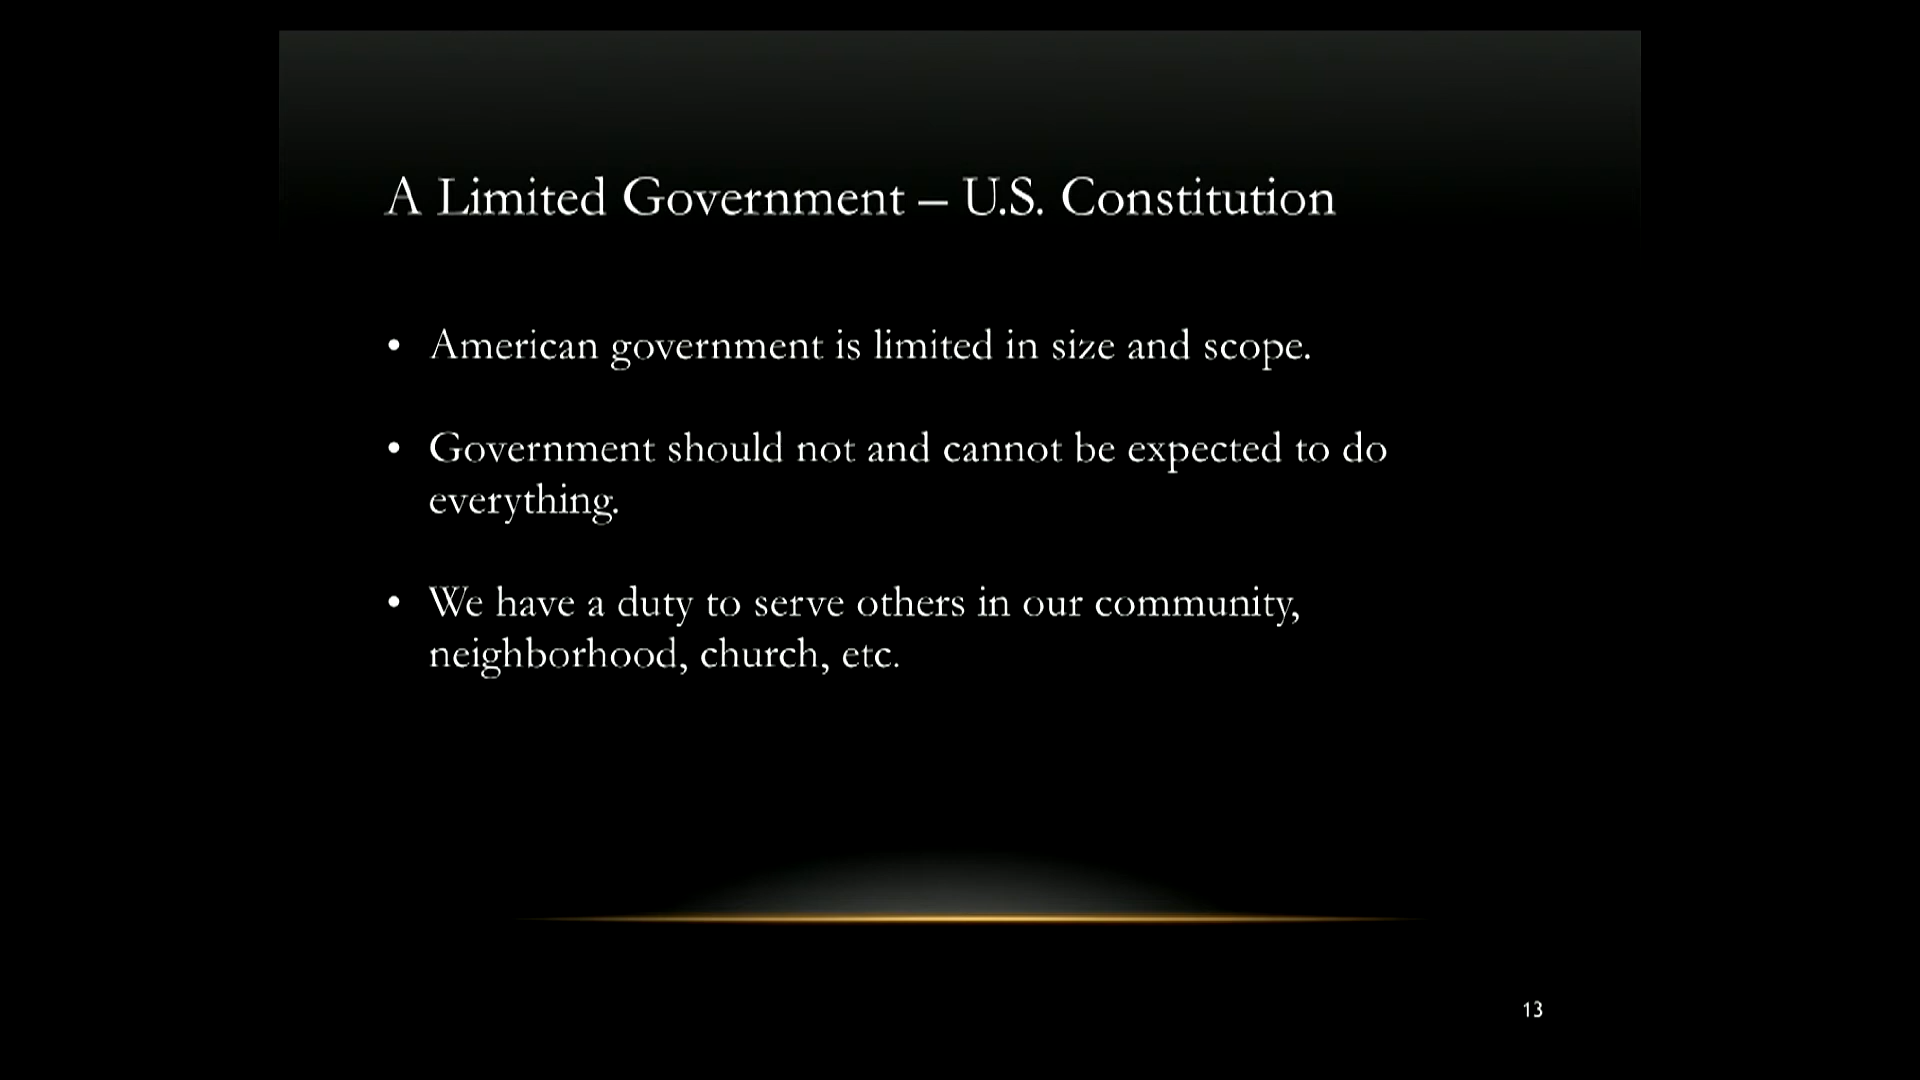 A Limited Government – U.S. Constitution
• American government is limited in size and scope.
• Government should not and cannot be expected to do
everything.
• We have a duty to serve others in our community,
neighborhood, church, etc.
13